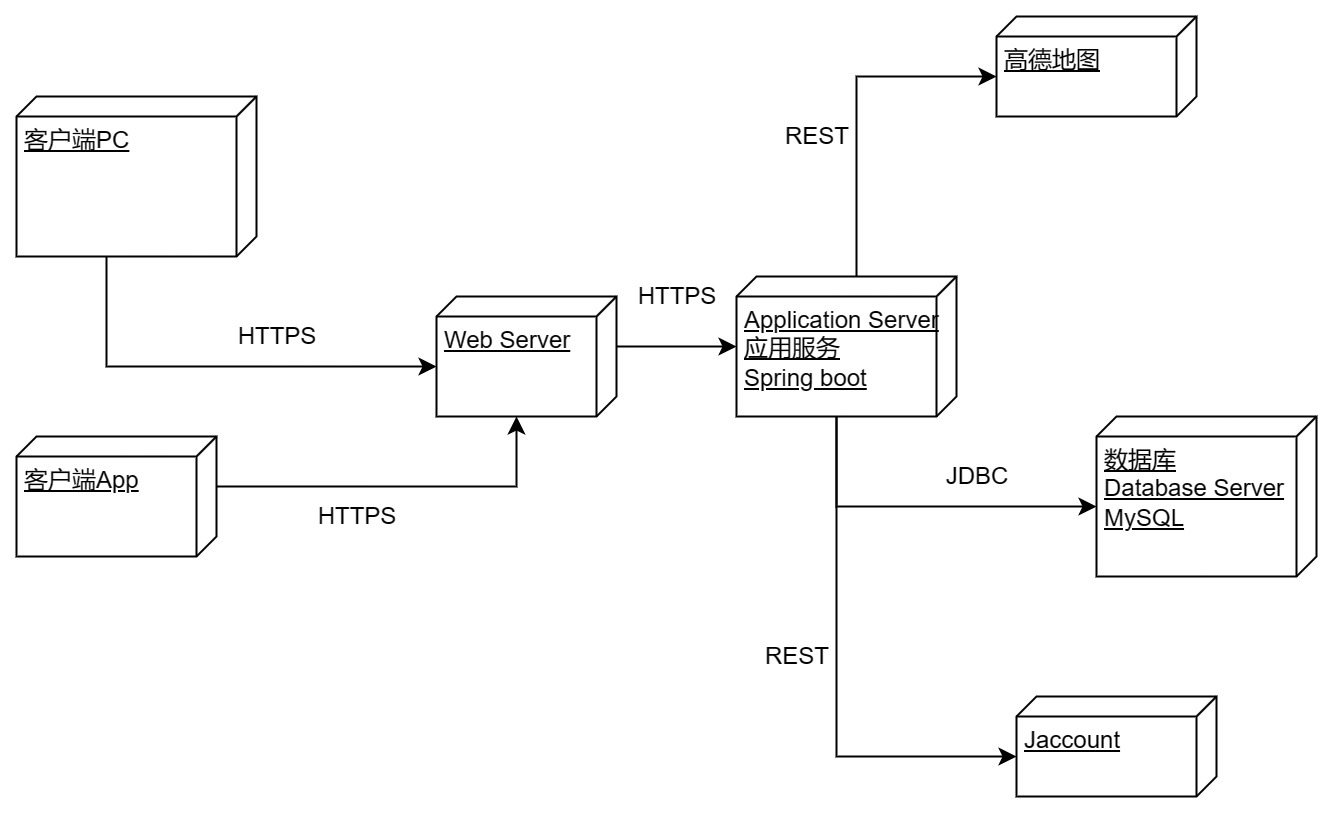 高德地图
REST
客户端PC
HTTPS
HTTPS
Web Server
Application Server
应用服务
Spring boot
客户端App
HTTPS
JDBC
数据库
Database Server
MySQL
REST
Jaccount